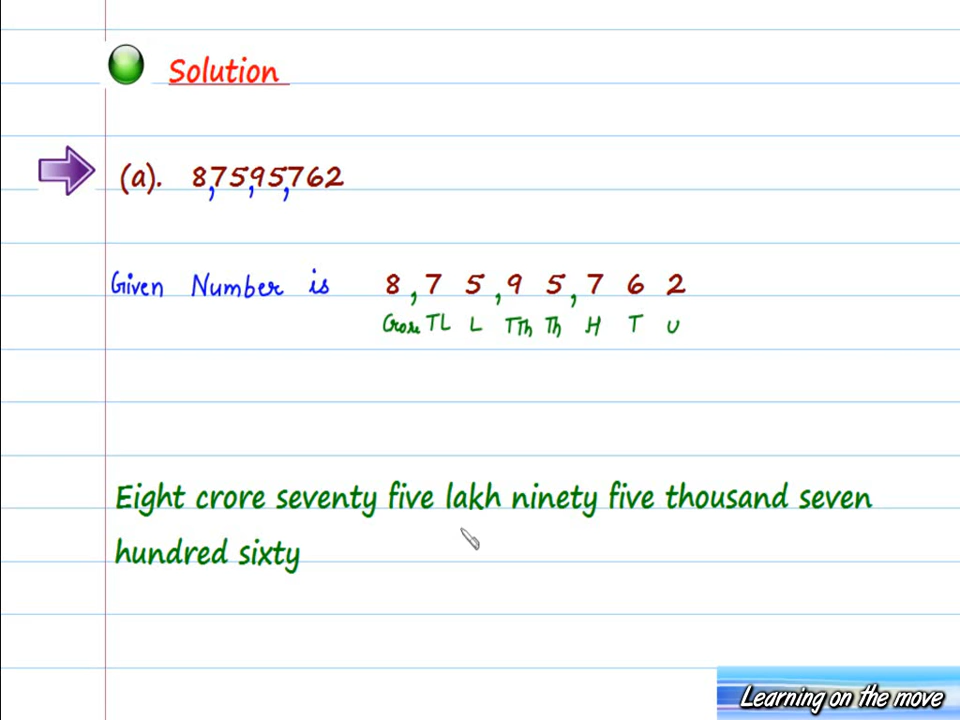 Solution
(a). 8,75,95,762
Given Number is 8,7 5,9 5,7 6 2
Crore TL L TTh Th H T U
Eight crore seventy five lakh ninety five thousand seven
hundred sixty
Learning on the move